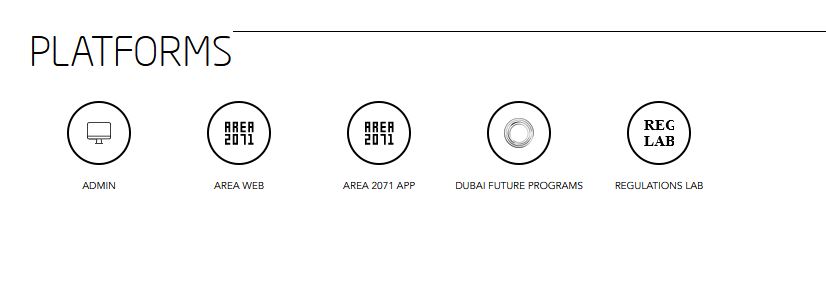 PLATFORMS
AREA
2071
AREA
2071
REG
LAB
ADMIN
AREA WEB
AREA 2071 APP
DUBAI FUTURE PROGRAMS
REGULATIONS LAB